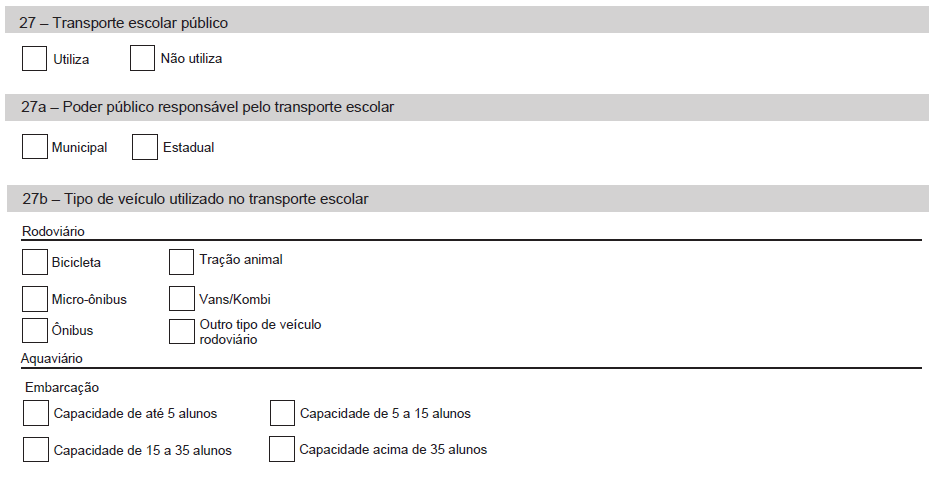 27 – Transporte escolar público
Utiliza Não utiliza
27a – Poder público responsável pelo transporte escolar
Municipal Estadual
27b – Tipo de veículo utilizado no transporte escolar
Rodoviário
Bicicleta Tração animal
Micro-ônibus Vans/Kombi
Ônibus Outro tipo de veículo
rodoviário
Aquaviário
Embarcação
Capacidade de até 5 alunos Capacidade de 5 a 15 alunos
Capacidade de 15 a 35 alunos Capacidade acima de 35 alunos